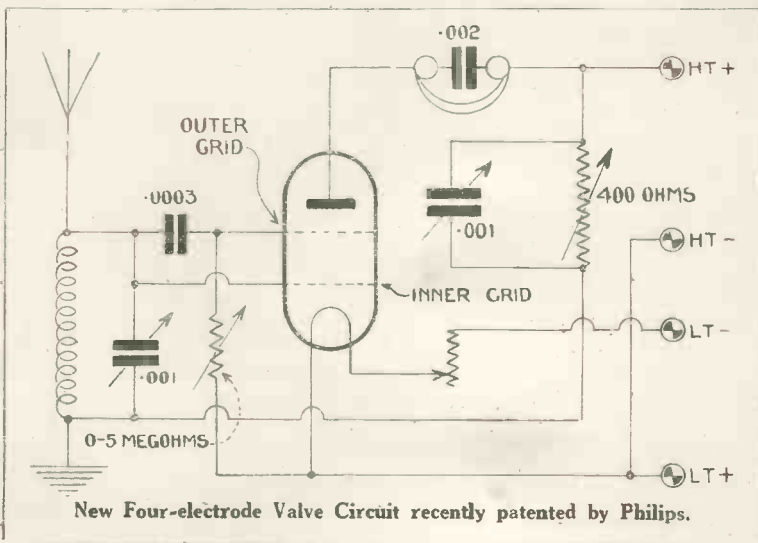 .002
HT+
OUTER
GRID
.0003
400 OHMS
.001
HT-
INNER GRID
LT-
.001
0-5 MEGOHMS
LT+
New Four-electrode Valve Circuit recently patented by Philips.